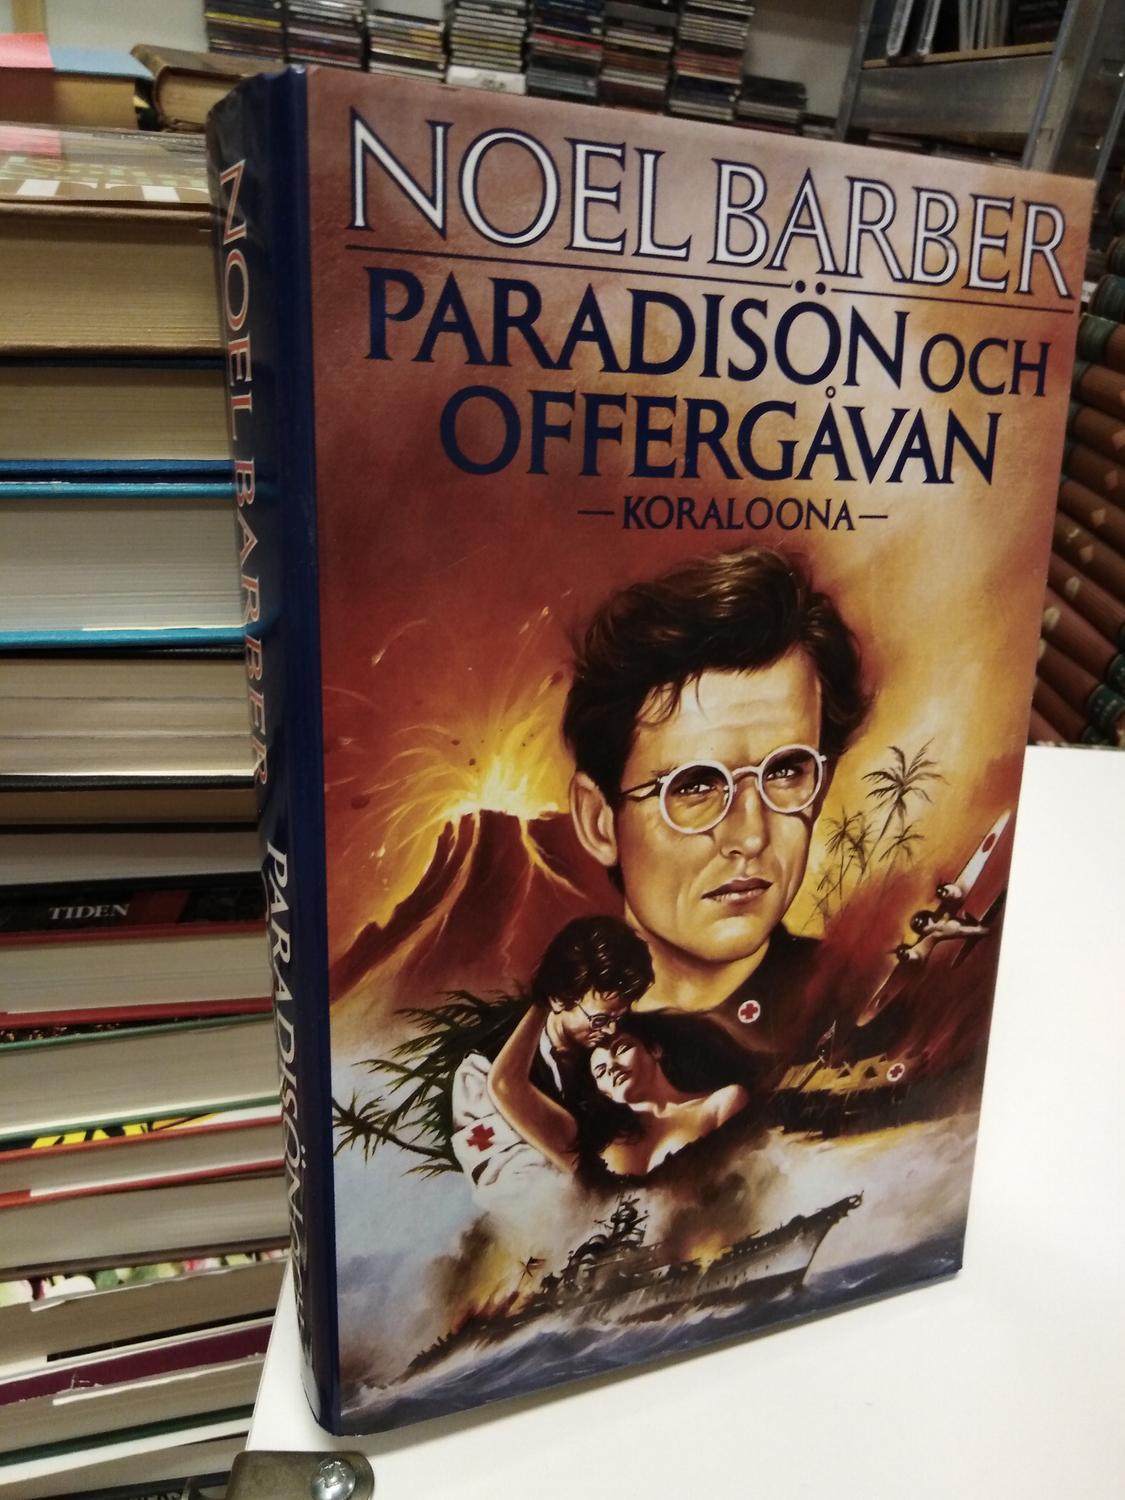 NOEL BARBER
PARADISÖN OCH
OFFERGÅVAN
—KORALOONA—
NOEL BARBER PARADISÖN
TIDEN